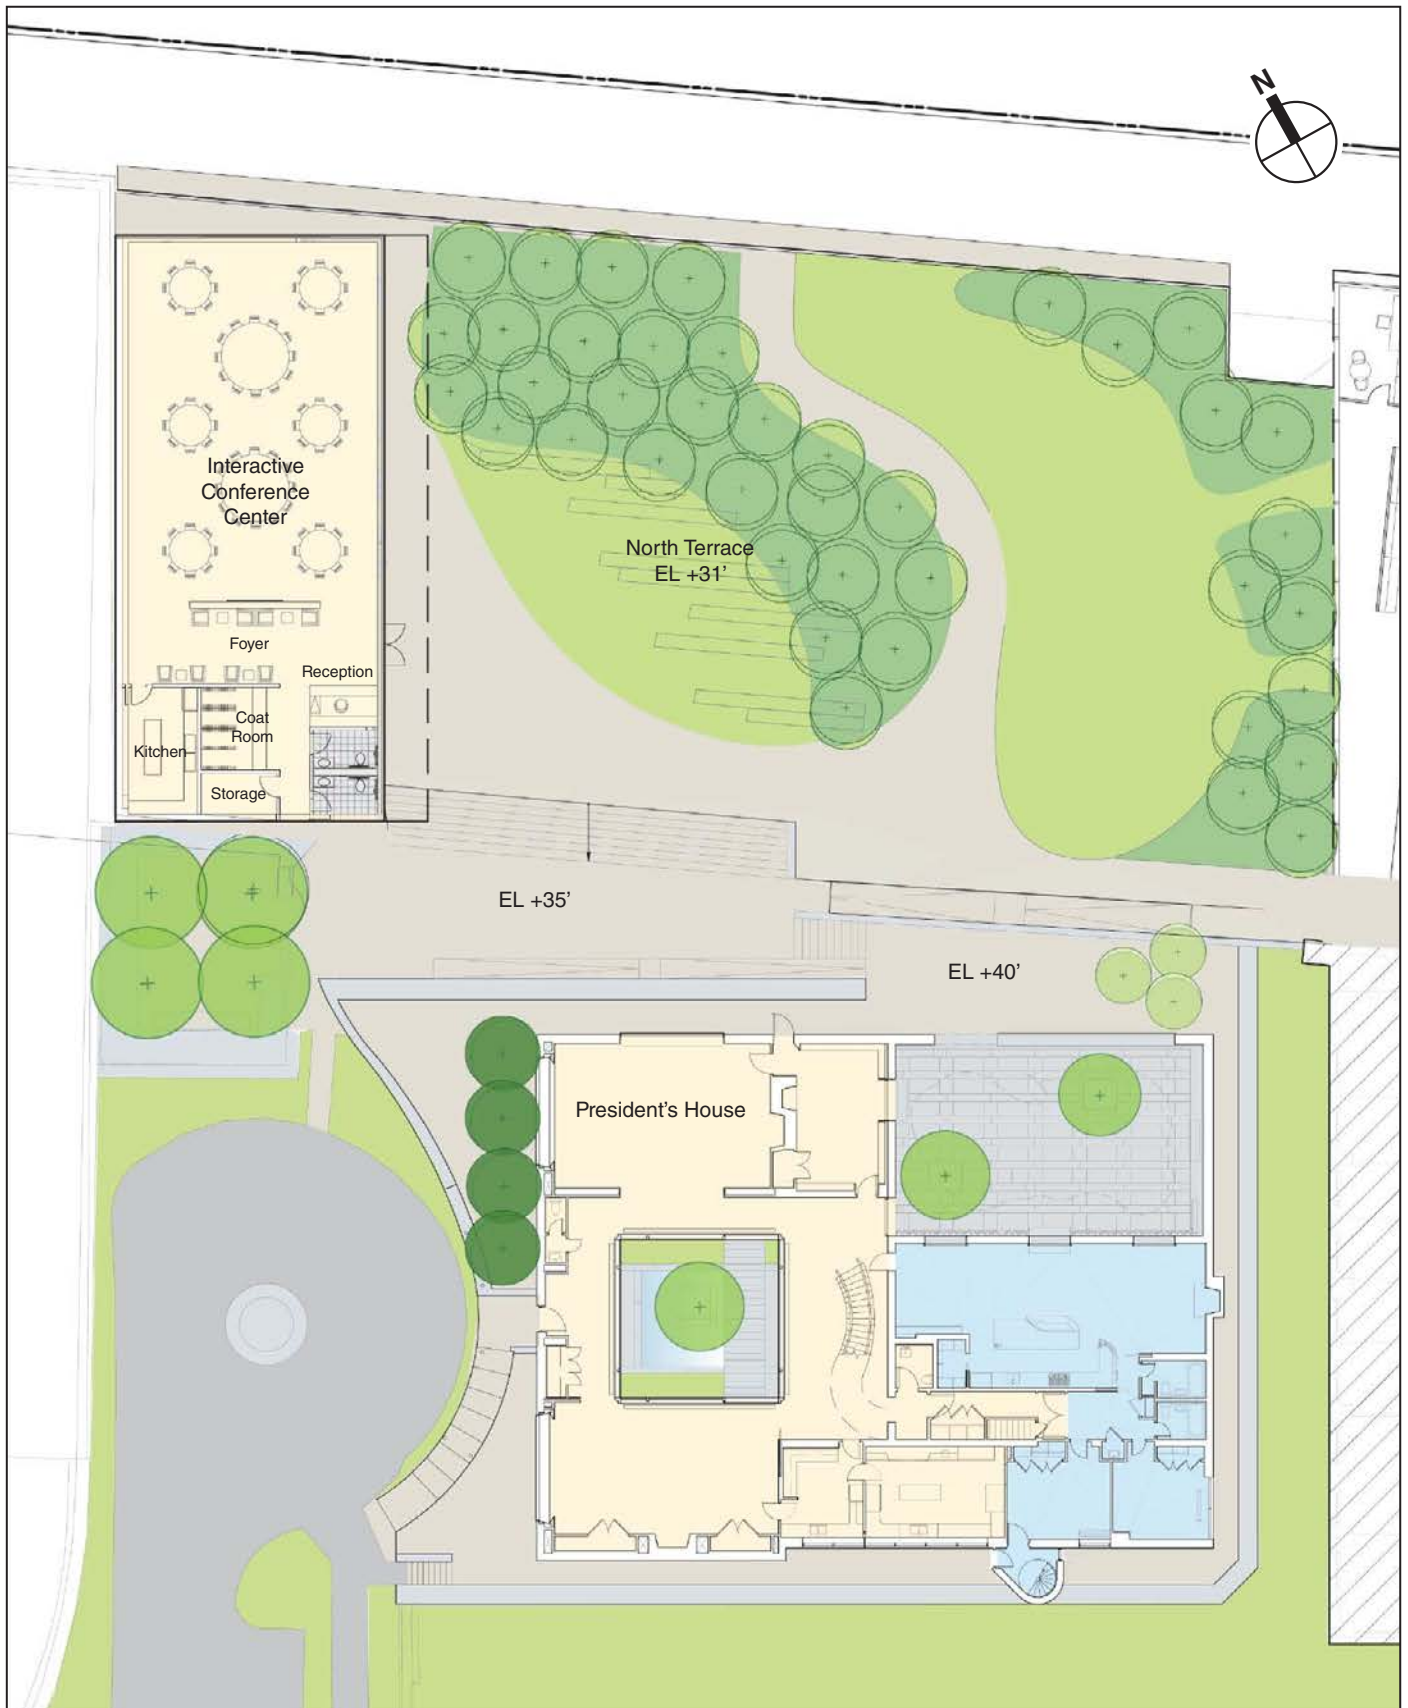 N
Interactive
Conference
Center
North Terrace
EL +31’
Foyer
Reception
Coat
Room
Kitchen
Storage
EL +35’
EL +40’
President’s House